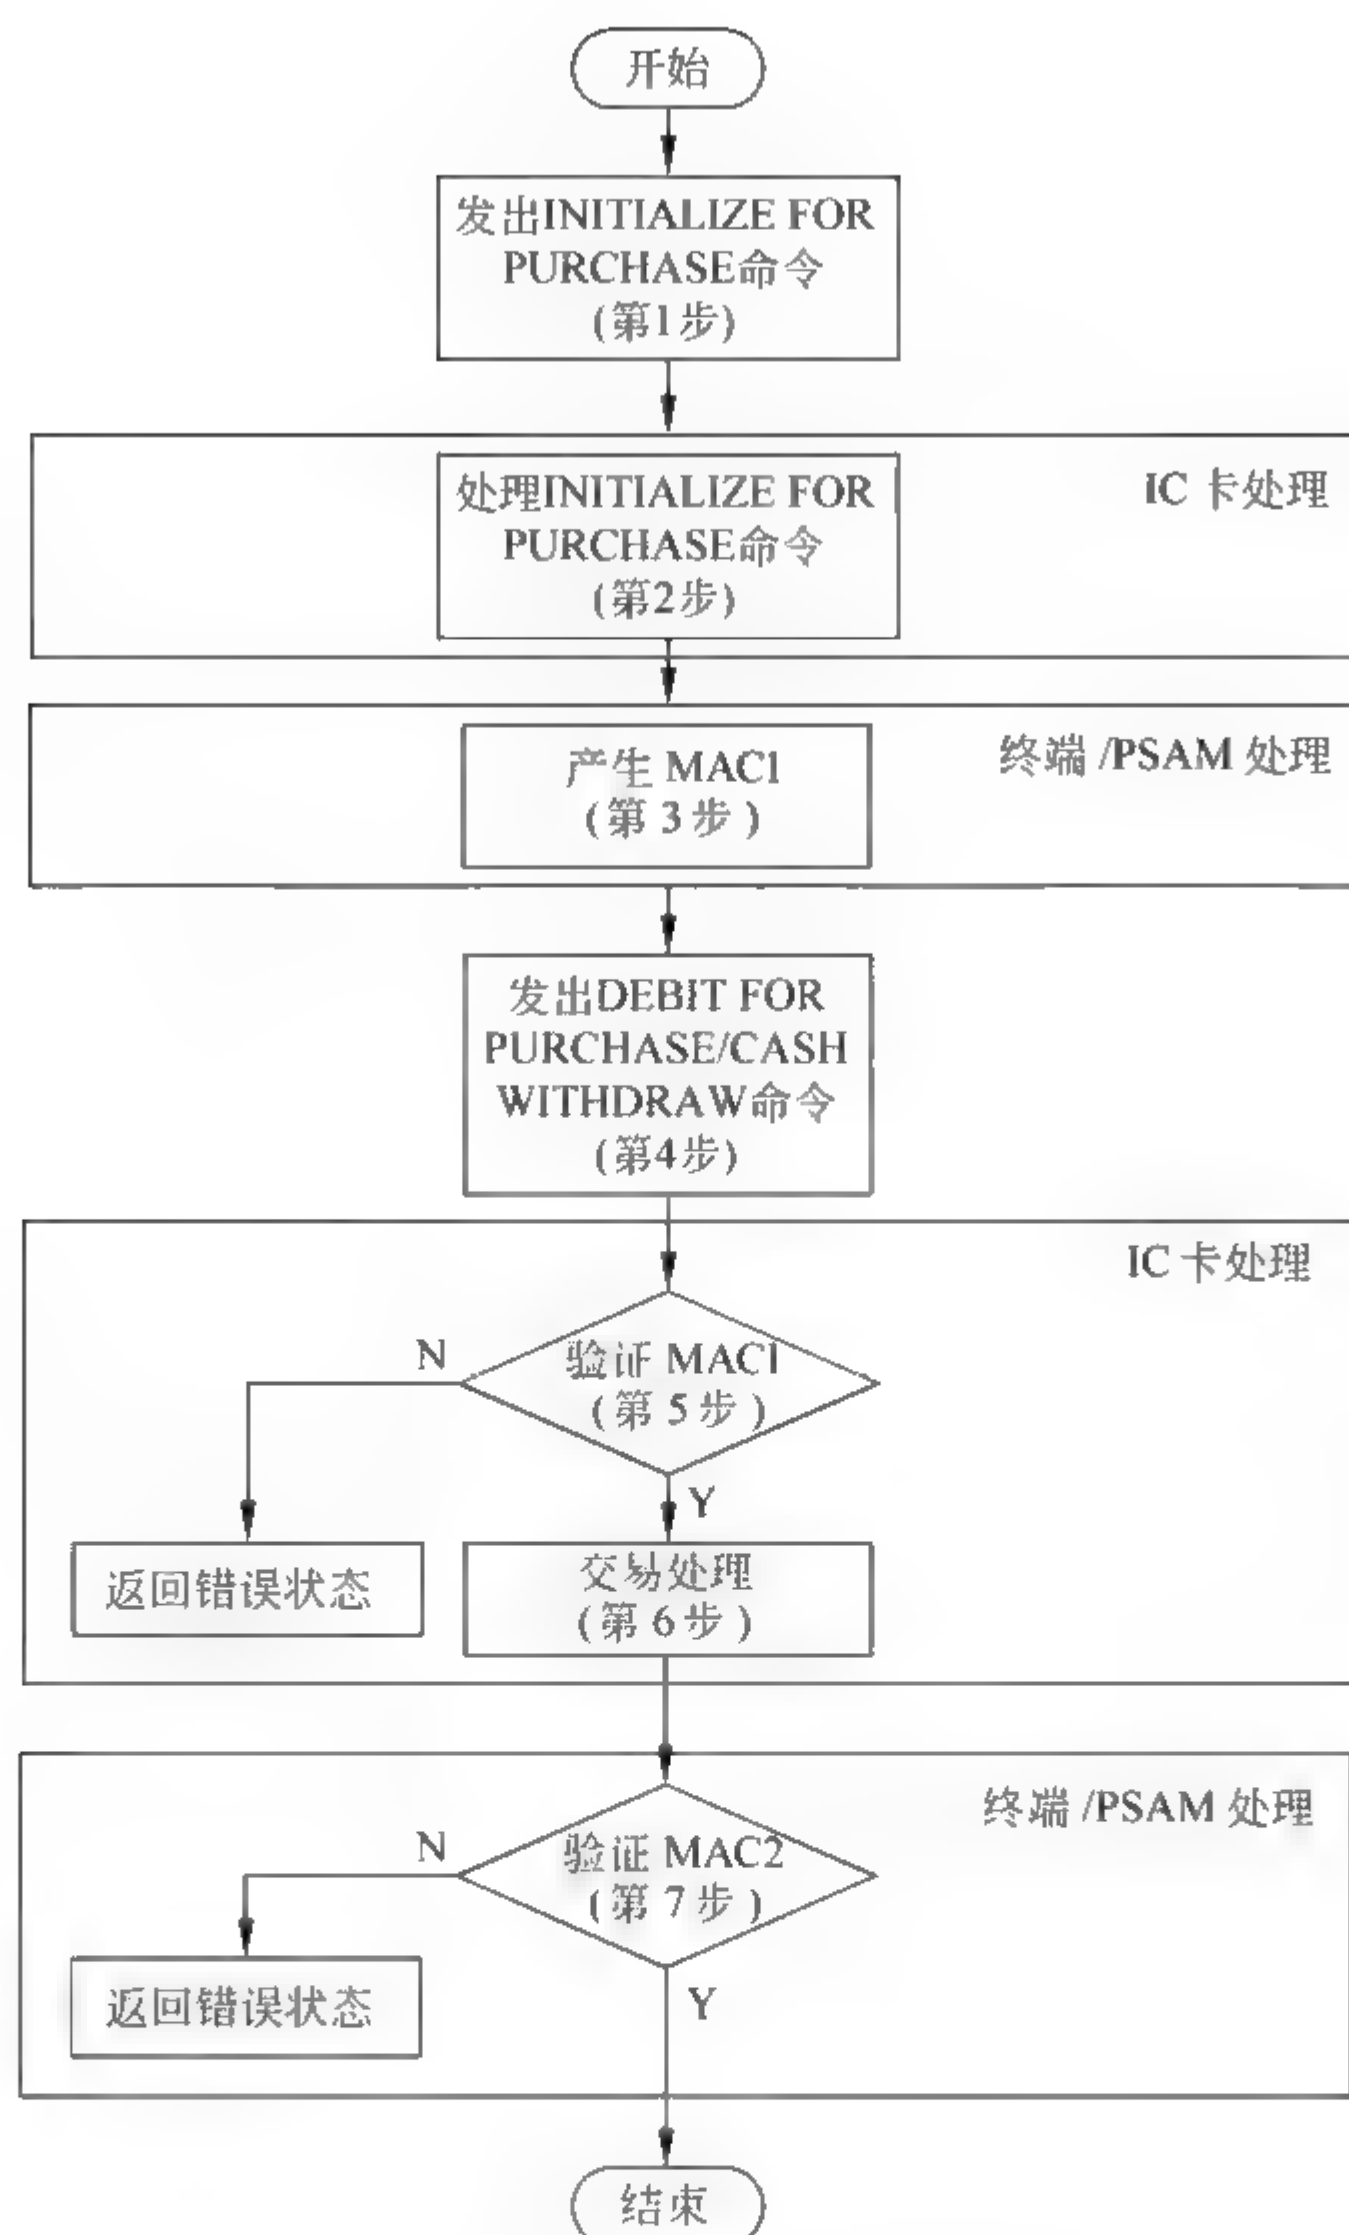 开始
发出INITIALIZE FOR
PURCHASE命令
(第1步)
IC 卡处理
处理INITIALIZE FOR
PURCHASE命令
(第2步)
终端 /PSAM 处理
产生 MAC1
(第 3 步)
发出DEBIT FOR
PURCHASE/CASH
WITHDRAW命令
(第4步)
IC 卡处理
N
验证 MAC1
(第 5 步)
Y
返回错误状态
交易处理
(第 6 步)
终端 /PSAM 处理
N
验证 MAC2
(第 7 步)
Y
返回错误状态
结束